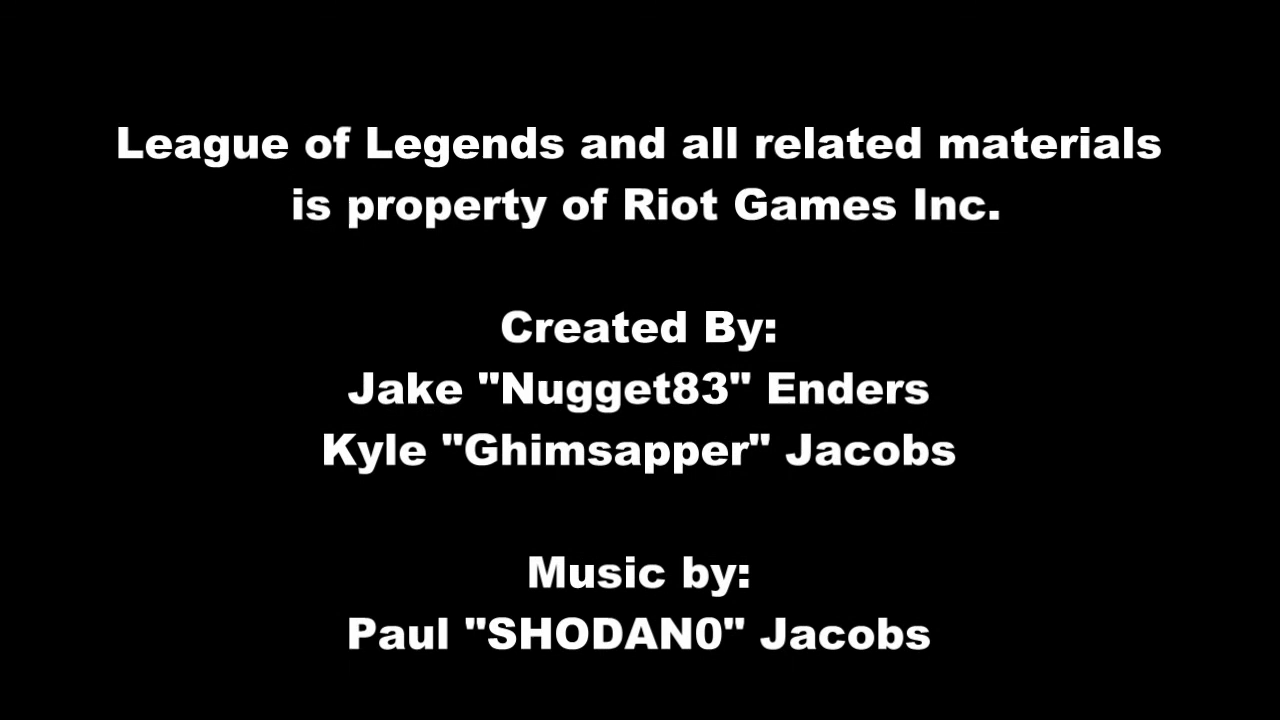 League of Legends and all related materials
is property of Riot Games Inc.
Created By:
Jake "Nugget83" Enders
Kyle "Ghimsapper" Jacobs
Music by:
Paul "SHODAN0" Jacobs